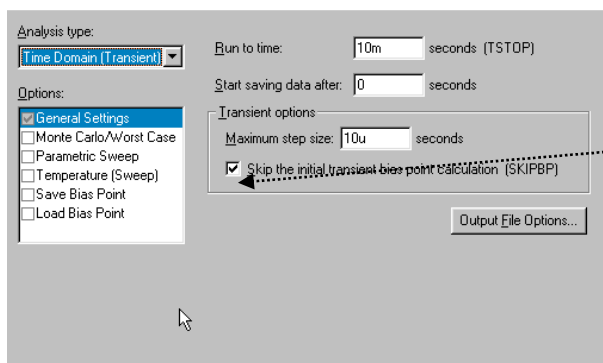 Analysis type:
Time Domain (Transient)
Options:
General Settings
Monte Carlo/Worst Case
Parametric Sweep
Temperature (Sweep)
Save Bias Point
Load Bias Point
Run to time: 10m seconds (TSTOP)
Start saving data after: 0 seconds
Transient options
Maximum step size: 10u seconds
Skip the initial transient bias point calculation (SKIPBP)
Output File Options...